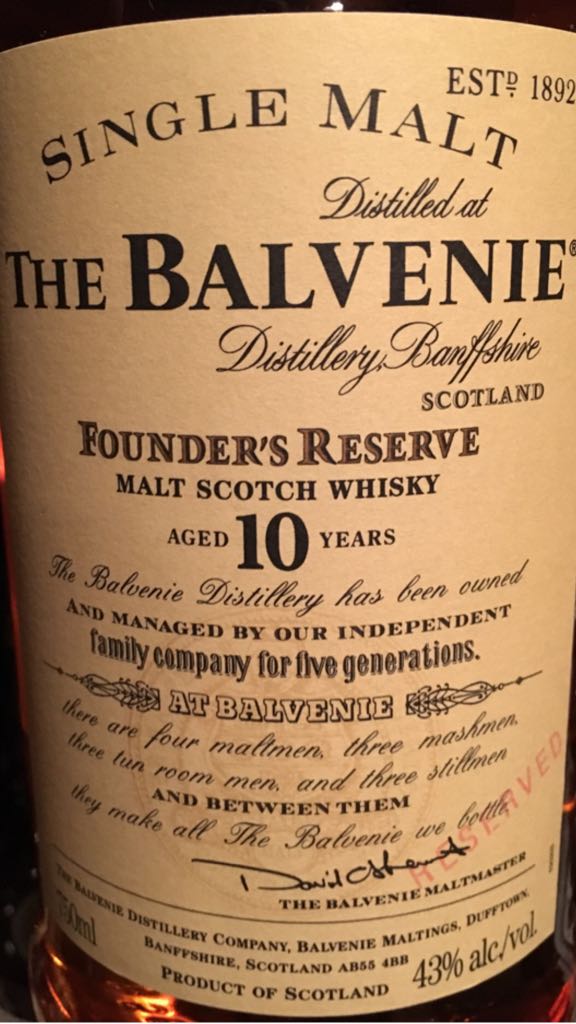 ESTD 1892
SINGLE MALT
Distilled at
THE BALVENIE®
Distillery, Banffshire
SCOTLAND
FOUNDER'S RESERVE
MALT SCOTCH WHISKY
AGED 10 YEARS
The Balvenie Distillery has been owned
AND MANAGED BY OUR INDEPENDENT
family company for five generations.
AT BALVENIE
there are four maltmen, three mashmen,
three tun room men, and three stillmen
AND BETWEEN THEM
they make all The Balvenie we bottle.
RESERVED
THE BALVENIE MALTMASTER
THE BALVENIE DISTILLERY COMPANY, BALVENIE MALTINGS, DUFFTOWN,
BANFFSHIRE, SCOTLAND AB55 4BB
750ml
PRODUCT OF SCOTLAND
43% alc./vol.